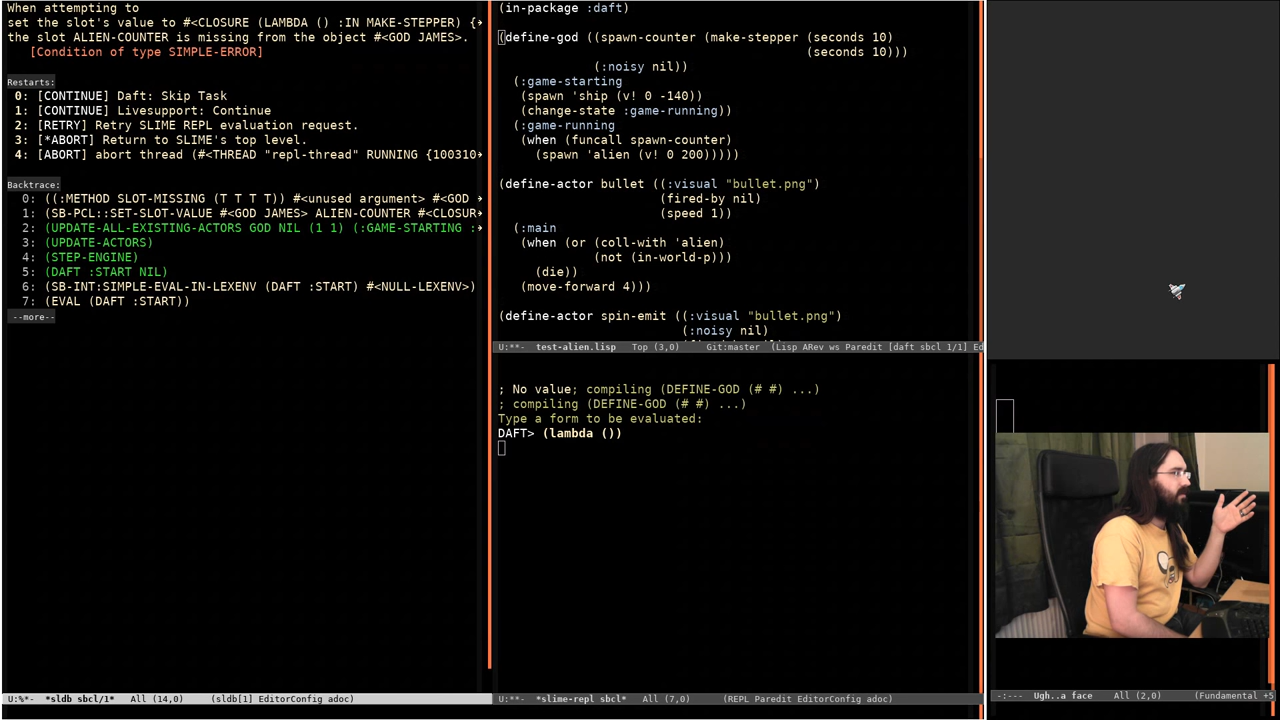 When attempting to
set the slot's value to #<CLOSURE (LAMBDA () :IN MAKE-STEPPER) {
the slot ALIEN-COUNTER is missing from the object #<GOD JAMES>.
[Condition of type SIMPLE-ERROR]
Restarts:
0: [CONTINUE] Daft: Skip Task
1: [CONTINUE] Livesupport: Continue
2: [RETRY] Retry SLIME REPL evaluation request.
3: [*ABORT] Return to SLIME's top level.
4: [ABORT] abort thread (#<THREAD "repl-thread" RUNNING {100310
Backtrace:
0: ((:METHOD SLOT-MISSING (T T T T)) #<unused argument> #<GOD
1: (SB-PCL::SET-SLOT-VALUE #<GOD JAMES> ALIEN-COUNTER #<CLOSUR
2: (UPDATE-ALL-EXISTING-ACTORS GOD NIL (1 1) (:GAME-STARTING :
3: (UPDATE-ACTORS)
4: (STEP-ENGINE)
5: (DAFT :START NIL)
6: (SB-INT:SIMPLE-EVAL-IN-LEXENV (DAFT :START) #<NULL-LEXENV>)
7: (EVAL (DAFT :START))
--more--
U:%*- *sldb sbcl/1* All (14,0) (sldb[1] EditorConfig adoc)
(in-package :daft)
(define-god ((spawn-counter (make-stepper (seconds 10)
(seconds 10)))
(:noisy nil))
(:game-starting
(spawn 'ship (v! 0 -140))
(change-state :game-running))
(:game-running
(when (funcall spawn-counter)
(spawn 'alien (v! 0 200)))))
(define-actor bullet ((:visual "bullet.png")
(fired-by nil)
(speed 1))
(:main
(when (or (coll-with 'alien)
(not (in-world-p)))
(die))
(move-forward 4)))
(define-actor spin-emit ((:visual "bullet.png")
(:noisy nil)
U:**- test-alien.lisp Top (3,0) Git:master (Lisp ARev ws Paredit [daft sbcl 1/1] Ed
; No value; compiling (DEFINE-GOD (# #) ...)
; compiling (DEFINE-GOD (# #) ...)
Type a form to be evaluated:
DAFT> (lambda ())
U:**- *slime-repl sbcl* All (7,0) (REPL Paredit EditorConfig adoc)
-:--- Ugh..a face All (2,0) (Fundamental +5